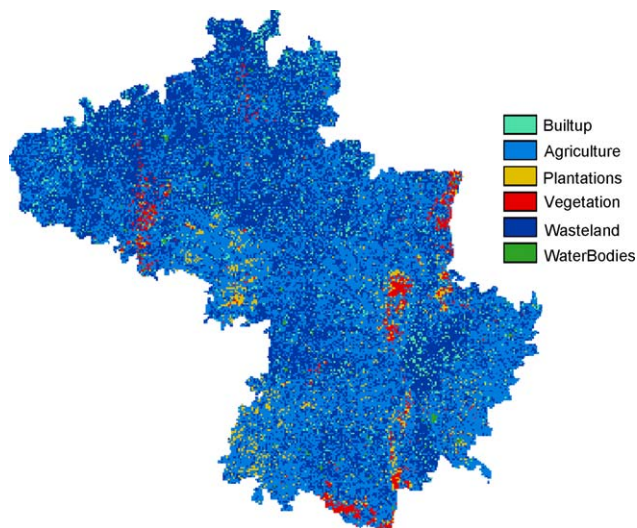 Builtup
Agriculture
Plantations
Vegetation
Wasteland
WaterBodies